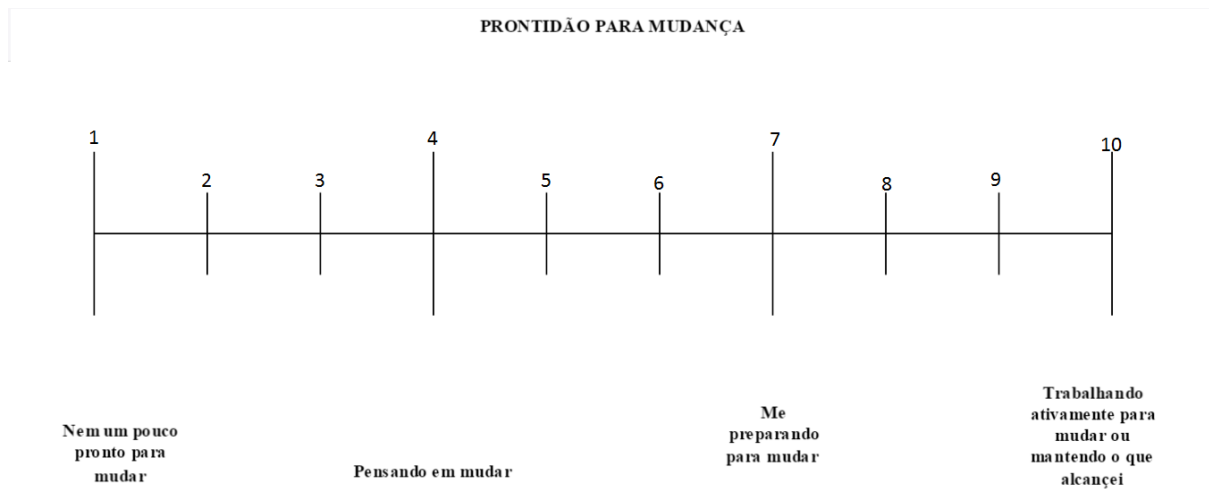 PRONTIDÃO PARA MUDANÇA
1
2
3
4
5
6
7
8
9
10
Nem um pouco
pronto para
mudar
Pensando em mudar
Me
preparando
para mudar
Trabalhando
ativamente para
mudar ou
mantendo o que
alcançei